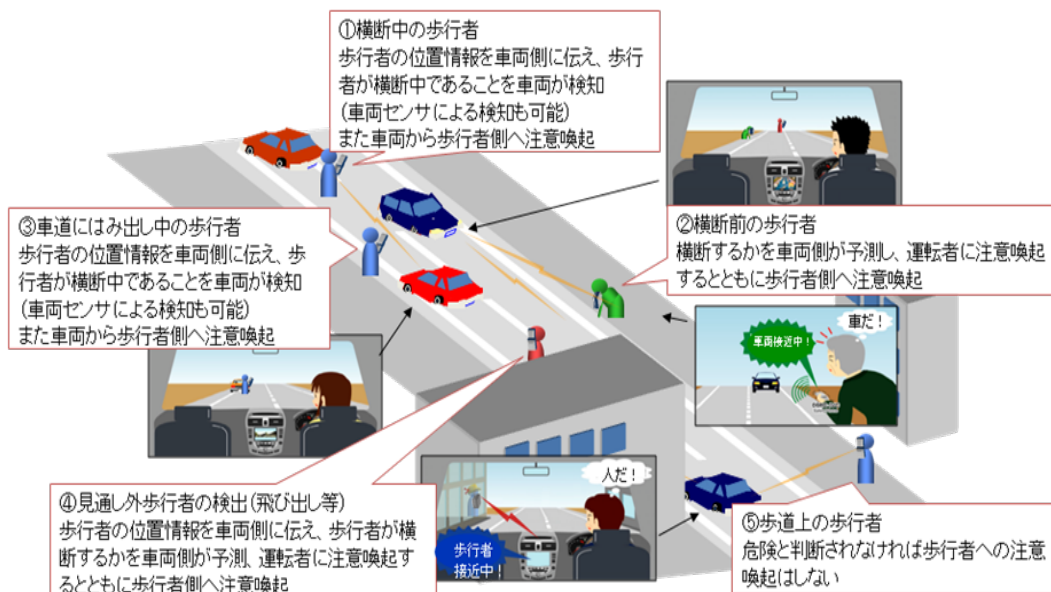 ①横断中の歩行者
歩行者の位置情報を車両側に伝え、歩行
者が横断中であることを車両が検知
(車両センサによる検知も可能)
また車両から歩行者側へ注意喚起
②横断前の歩行者
横断するかを車両側が予測し、運転者に注意喚起
するとともに歩行者側へ注意喚起
③車道にはみ出し中の歩行者
歩行者の位置情報を車両側に伝え、歩
行者が横断中であることを車両が検知
(車両センサによる検知も可能)
また車両から歩行者側へ注意喚起
車だ!
車両接近中!
④見通し外歩行者の検出(飛び出し等)
歩行者の位置情報を車両側に伝え、歩行者が横
断するかを車両側が予測、運転者に注意喚起す
るとともに歩行者側へ注意喚起
人だ!
歩行者
接近中!
⑤歩道上の歩行者
危険と判断されなければ歩行者への注意
喚起はしない